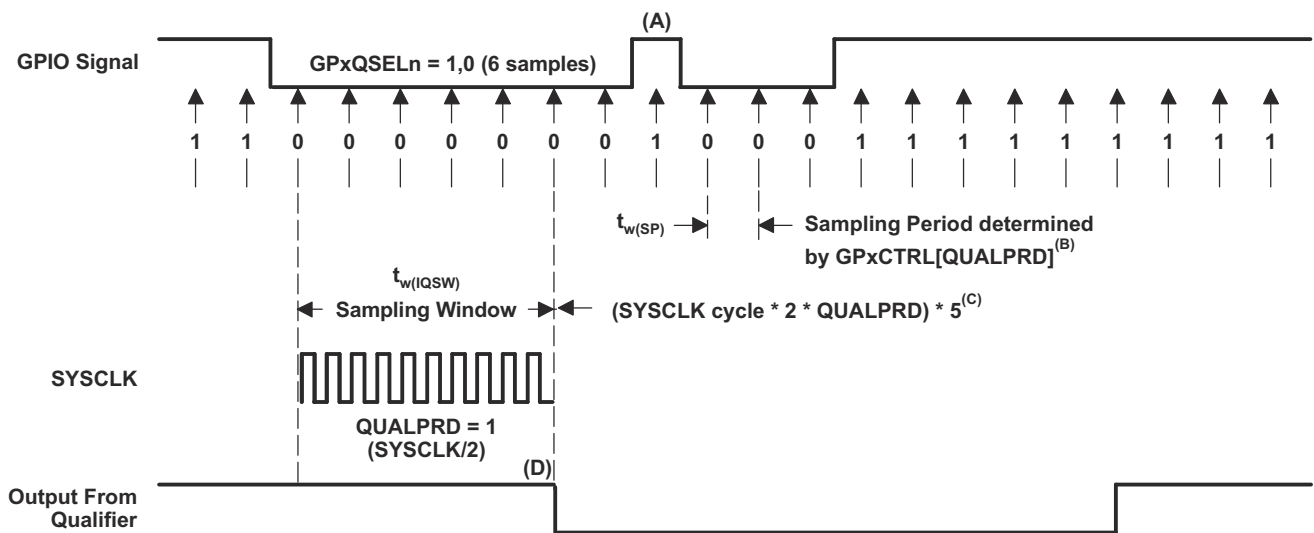 (A)
GPIO Signal
GPxQSELn = 1,0 (6 samples)
1 1 0 0 0 0 0 0 0 1 0 0 0 1 1 1 1 1 1 1 1 1
tw(SP)
Sampling Period determined
by GPxCTRL[QUALPRD](B)
tw(IQSW)
Sampling Window
(SYSCLK cycle * 2 * QUALPRD) * 5(C)
SYSCLK
QUALPRD = 1
(SYSCLK/2)
(D)
Output From
Qualifier